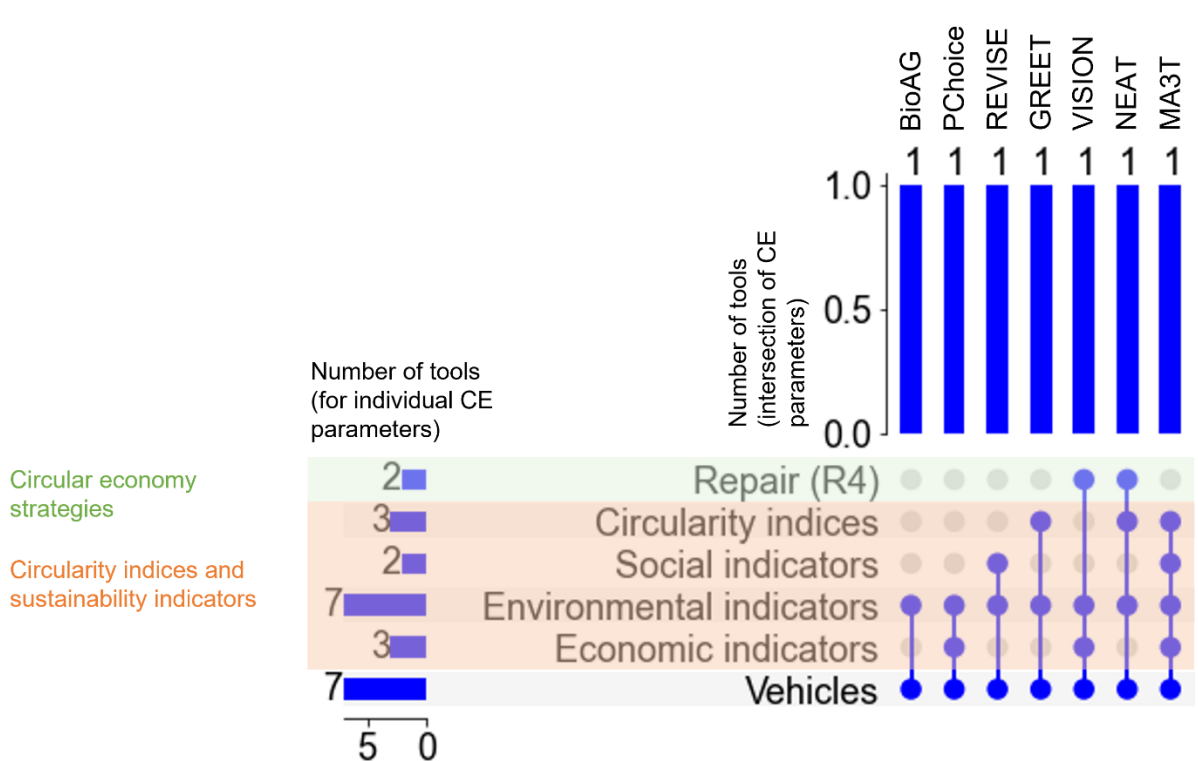 BioAG
PChoice
REVISE
GREET
VISION
NEAT
MA3T
1 1 1 1 1 1 1
1.0
0.5
0.0
Number of tools
(intersection of CE
parameters)
Number of tools
(for individual CE
parameters)
Circular economy
strategies
Circularity indices and
sustainability indicators
2 Repair (R4)
3 Circularity indices
2 Social indicators
7 Environmental indicators
3 Economic indicators
7 Vehicles
5 0